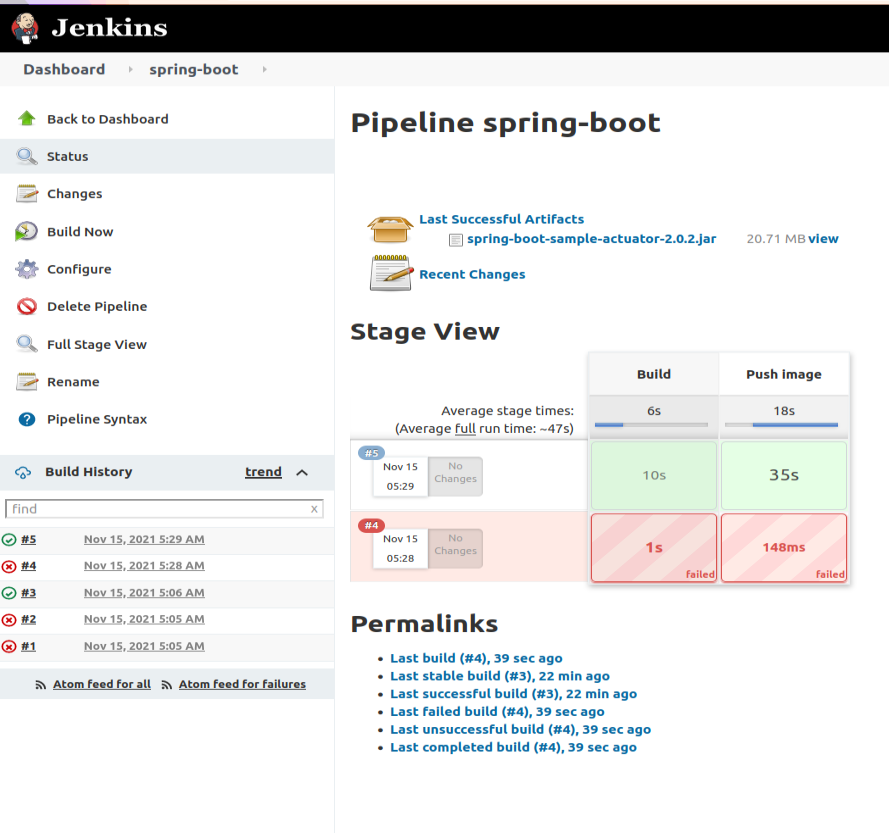 Jenkins
Dashboard
spring-boot
Back to Dashboard
Status
Changes
Build Now
Configure
Delete Pipeline
Full Stage View
Rename
? Pipeline Syntax
Build History trend
find x
#5 Nov 15, 2021 5:29 AM
#4 Nov 15, 2021 5:28 AM
#3 Nov 15, 2021 5:06 AM
#2 Nov 15, 2021 5:05 AM
#1 Nov 15, 2021 5:05 AM
Atom feed for all Atom feed for failures
Pipeline spring-boot
Last Successful Artifacts
spring-boot-sample-actuator-2.0.2.jar 20.71 MB view
Recent Changes
Stage View
Build Push image
Average stage times: 6s 18s
(Average full run time: ~47s)
#5
Nov 15 No
05:29 Changes
10s 35s
#4
Nov 15 No
05:28 Changes
1s 148ms
failed failed
Permalinks
Last build (#4), 39 sec ago
Last stable build (#3), 22 min ago
Last successful build (#3), 22 min ago
Last failed build (#4), 39 sec ago
Last unsuccessful build (#4), 39 sec ago
Last completed build (#4), 39 sec ago